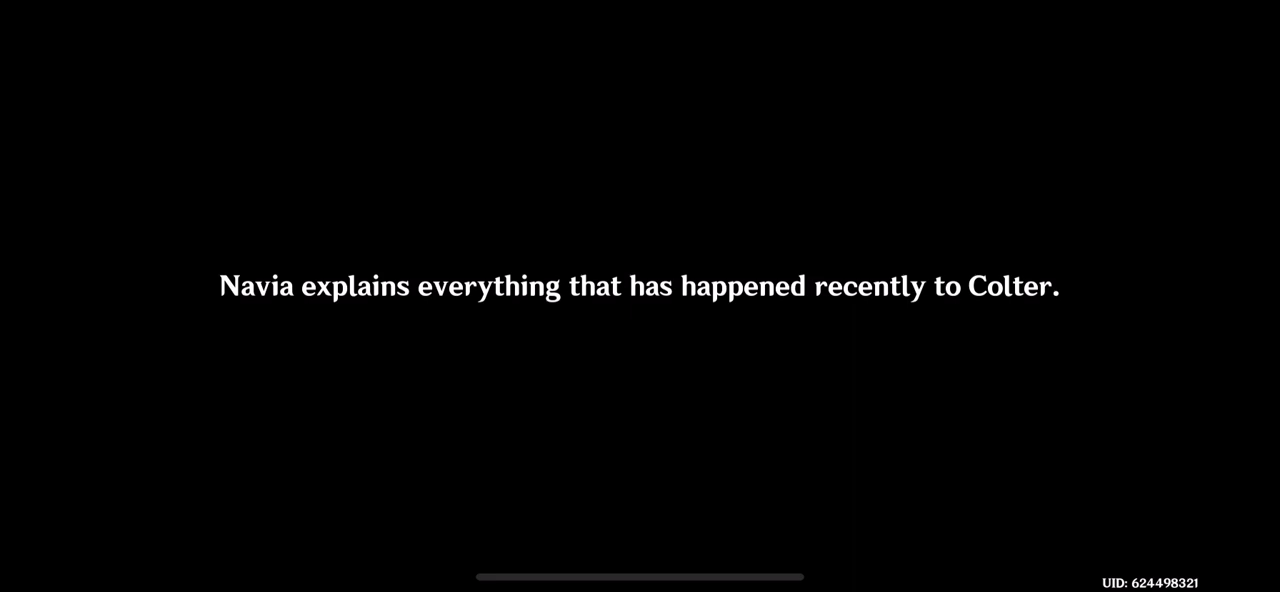 Navia explains everything that has happened recently to Colter.
UID: 624498321